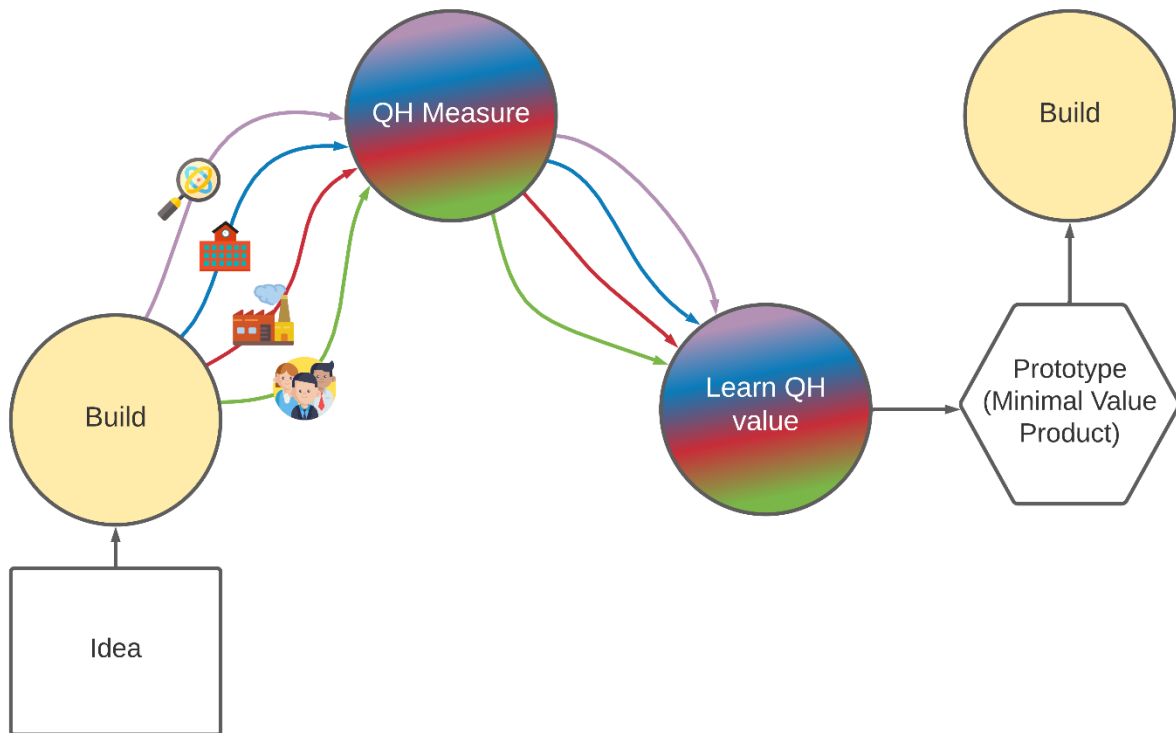 QH Measure
Build
Build
Learn QH
value
Prototype
(Minimal Value
Product)
Idea